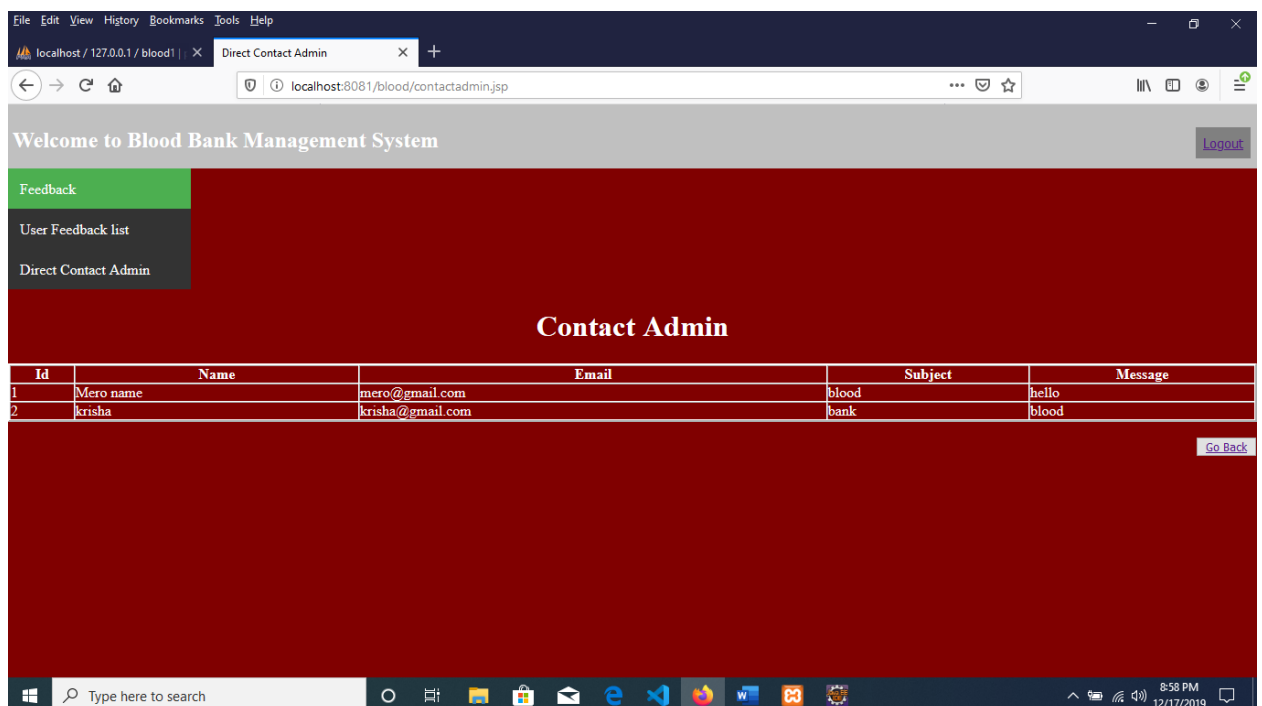 File Edit View History Bookmarks Tools Help
localhost / 127.0.0.1 / blood1 | Direct Contact Admin
localhost:8081/blood/contactadmin.jsp
Welcome to Blood Bank Management System
Logout
Feedback
User Feedback list
Direct Contact Admin
Contact Admin
Id Name Email Subject Message
1 Mero name mero@gmail.com blood hello
2 krisha krisha@gmail.com bank blood
Go Back
Type here to search
8:58 PM
12/17/2019